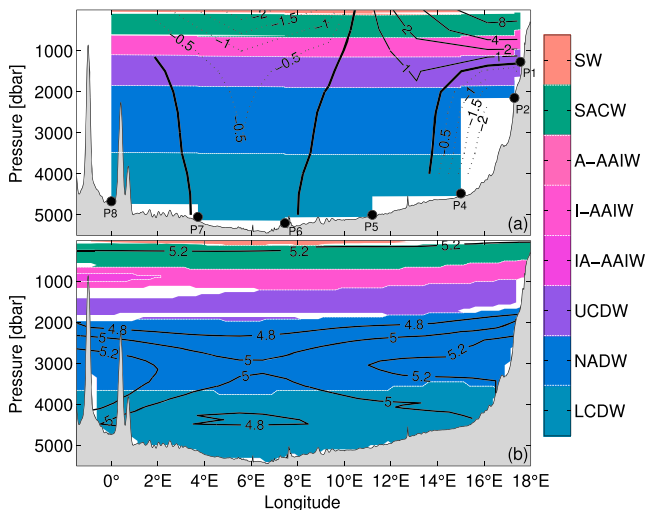 Pressure [dbar]
1000
2000
3000
4000
5000
−2
−1
−0.5
−1
−0.5
−0.5
2
8
4
2
1
1
−0.5
−1
−1.5
−2
P1
P2
P4
P5
P6
P7
P8
(a)
Pressure [dbar]
1000
2000
3000
4000
5000
5.2
5.2
4.8
4.8
5
5
5.2
5
5
5.2
5.2
5
5
4.8
(b)
0°
2°E
4°E
6°E
8°E
10°E
12°E
14°E
16°E
18°E
Longitude
SW
SACW
A−AAIW
I−AAIW
IA−AAIW
UCDW
NADW
LCDW